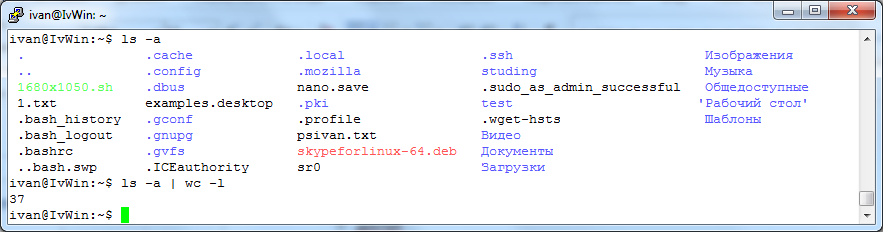 ivan@IvWin: ~
ivan@IvWin:~$ ls -a
. .cache .local .ssh Изображения
.. .config .mozilla studing Музыка
1680x1050.sh .dbus nano.save .sudo_as_admin_successful Общедоступные
1.txt examples.desktop .pki test 'Рабочий стол'
.bash_history .gconf .profile .wget-hsts Шаблоны
.bash_logout .gnupg psivan.txt Видео
.bashrc .gvfs skypeforlinux-64.deb Документы
..bash.swp .ICEauthority sr0 Загрузки
ivan@IvWin:~$ ls -a | wc -l
37
ivan@IvWin:~$